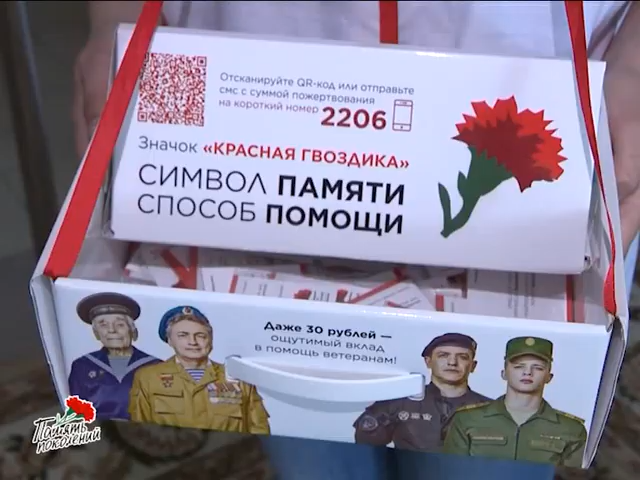 Отсканируйте QR-код или отправьте
смс с суммой пожертвования
на короткий номер 2206
Значок «КРАСНАЯ ГВОЗДИКА»
СИМВОЛ ПАМЯТИ
СПОСОБ ПОМОЩИ
Даже 30 рублей —
ощутимый вклад
в помощь ветеранам!
Память
поколений